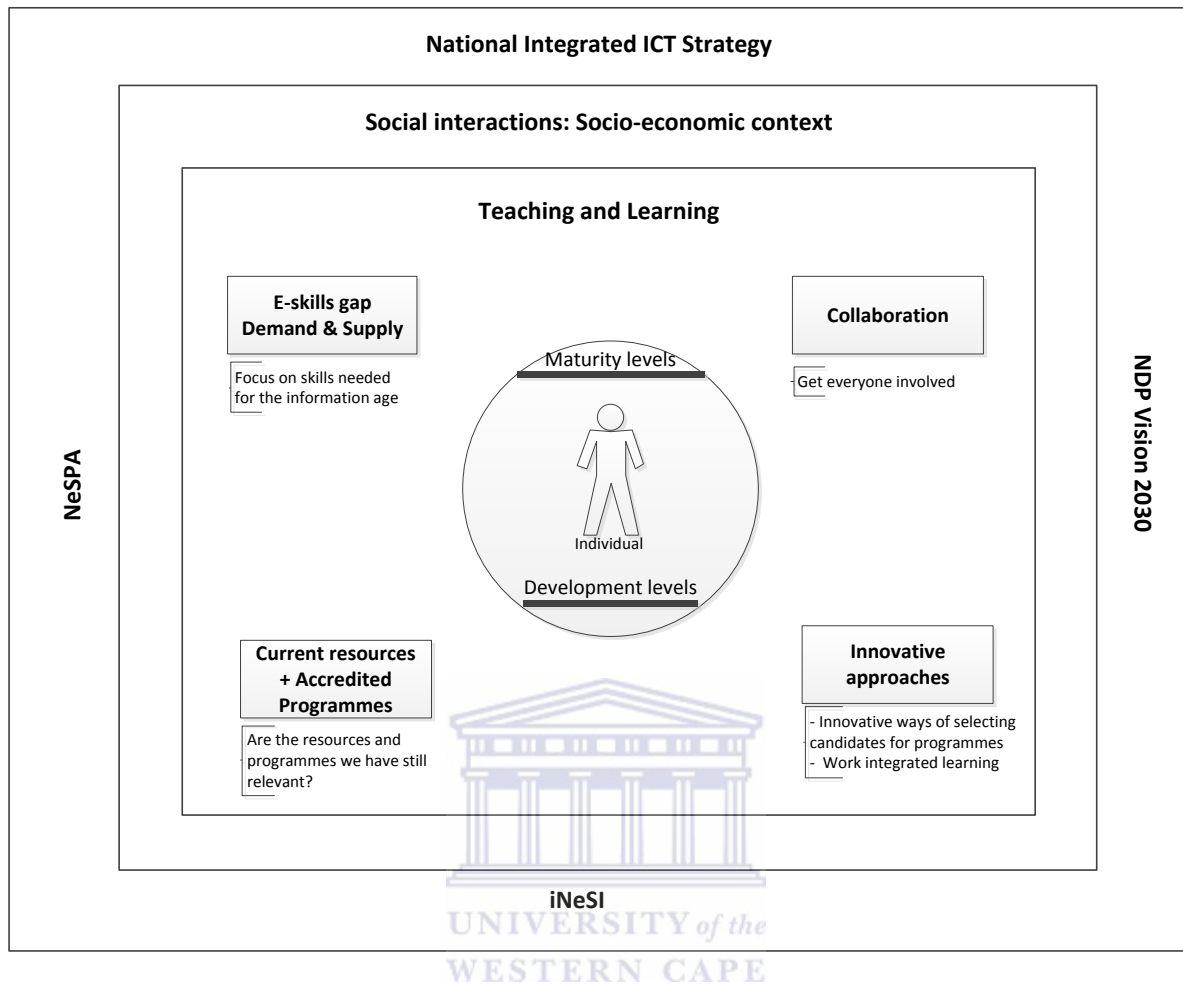 National Integrated ICT Strategy
Social interactions: Socio-economic context
Teaching and Learning
E-skills gap
Demand & Supply
Focus on skills needed
for the information age
Collaboration
Get everyone involved
Maturity levels
Individual
Development levels
NeSPA
NDP Vision 2030
Current resources
+ Accredited
Programmes
Are the resources and
programmes we have still
relevant?
Innovative
approaches
- Innovative ways of selecting
candidates for programmes
- Work integrated learning
iNeSI
UNIVERSITY of the
WESTERN CAPE